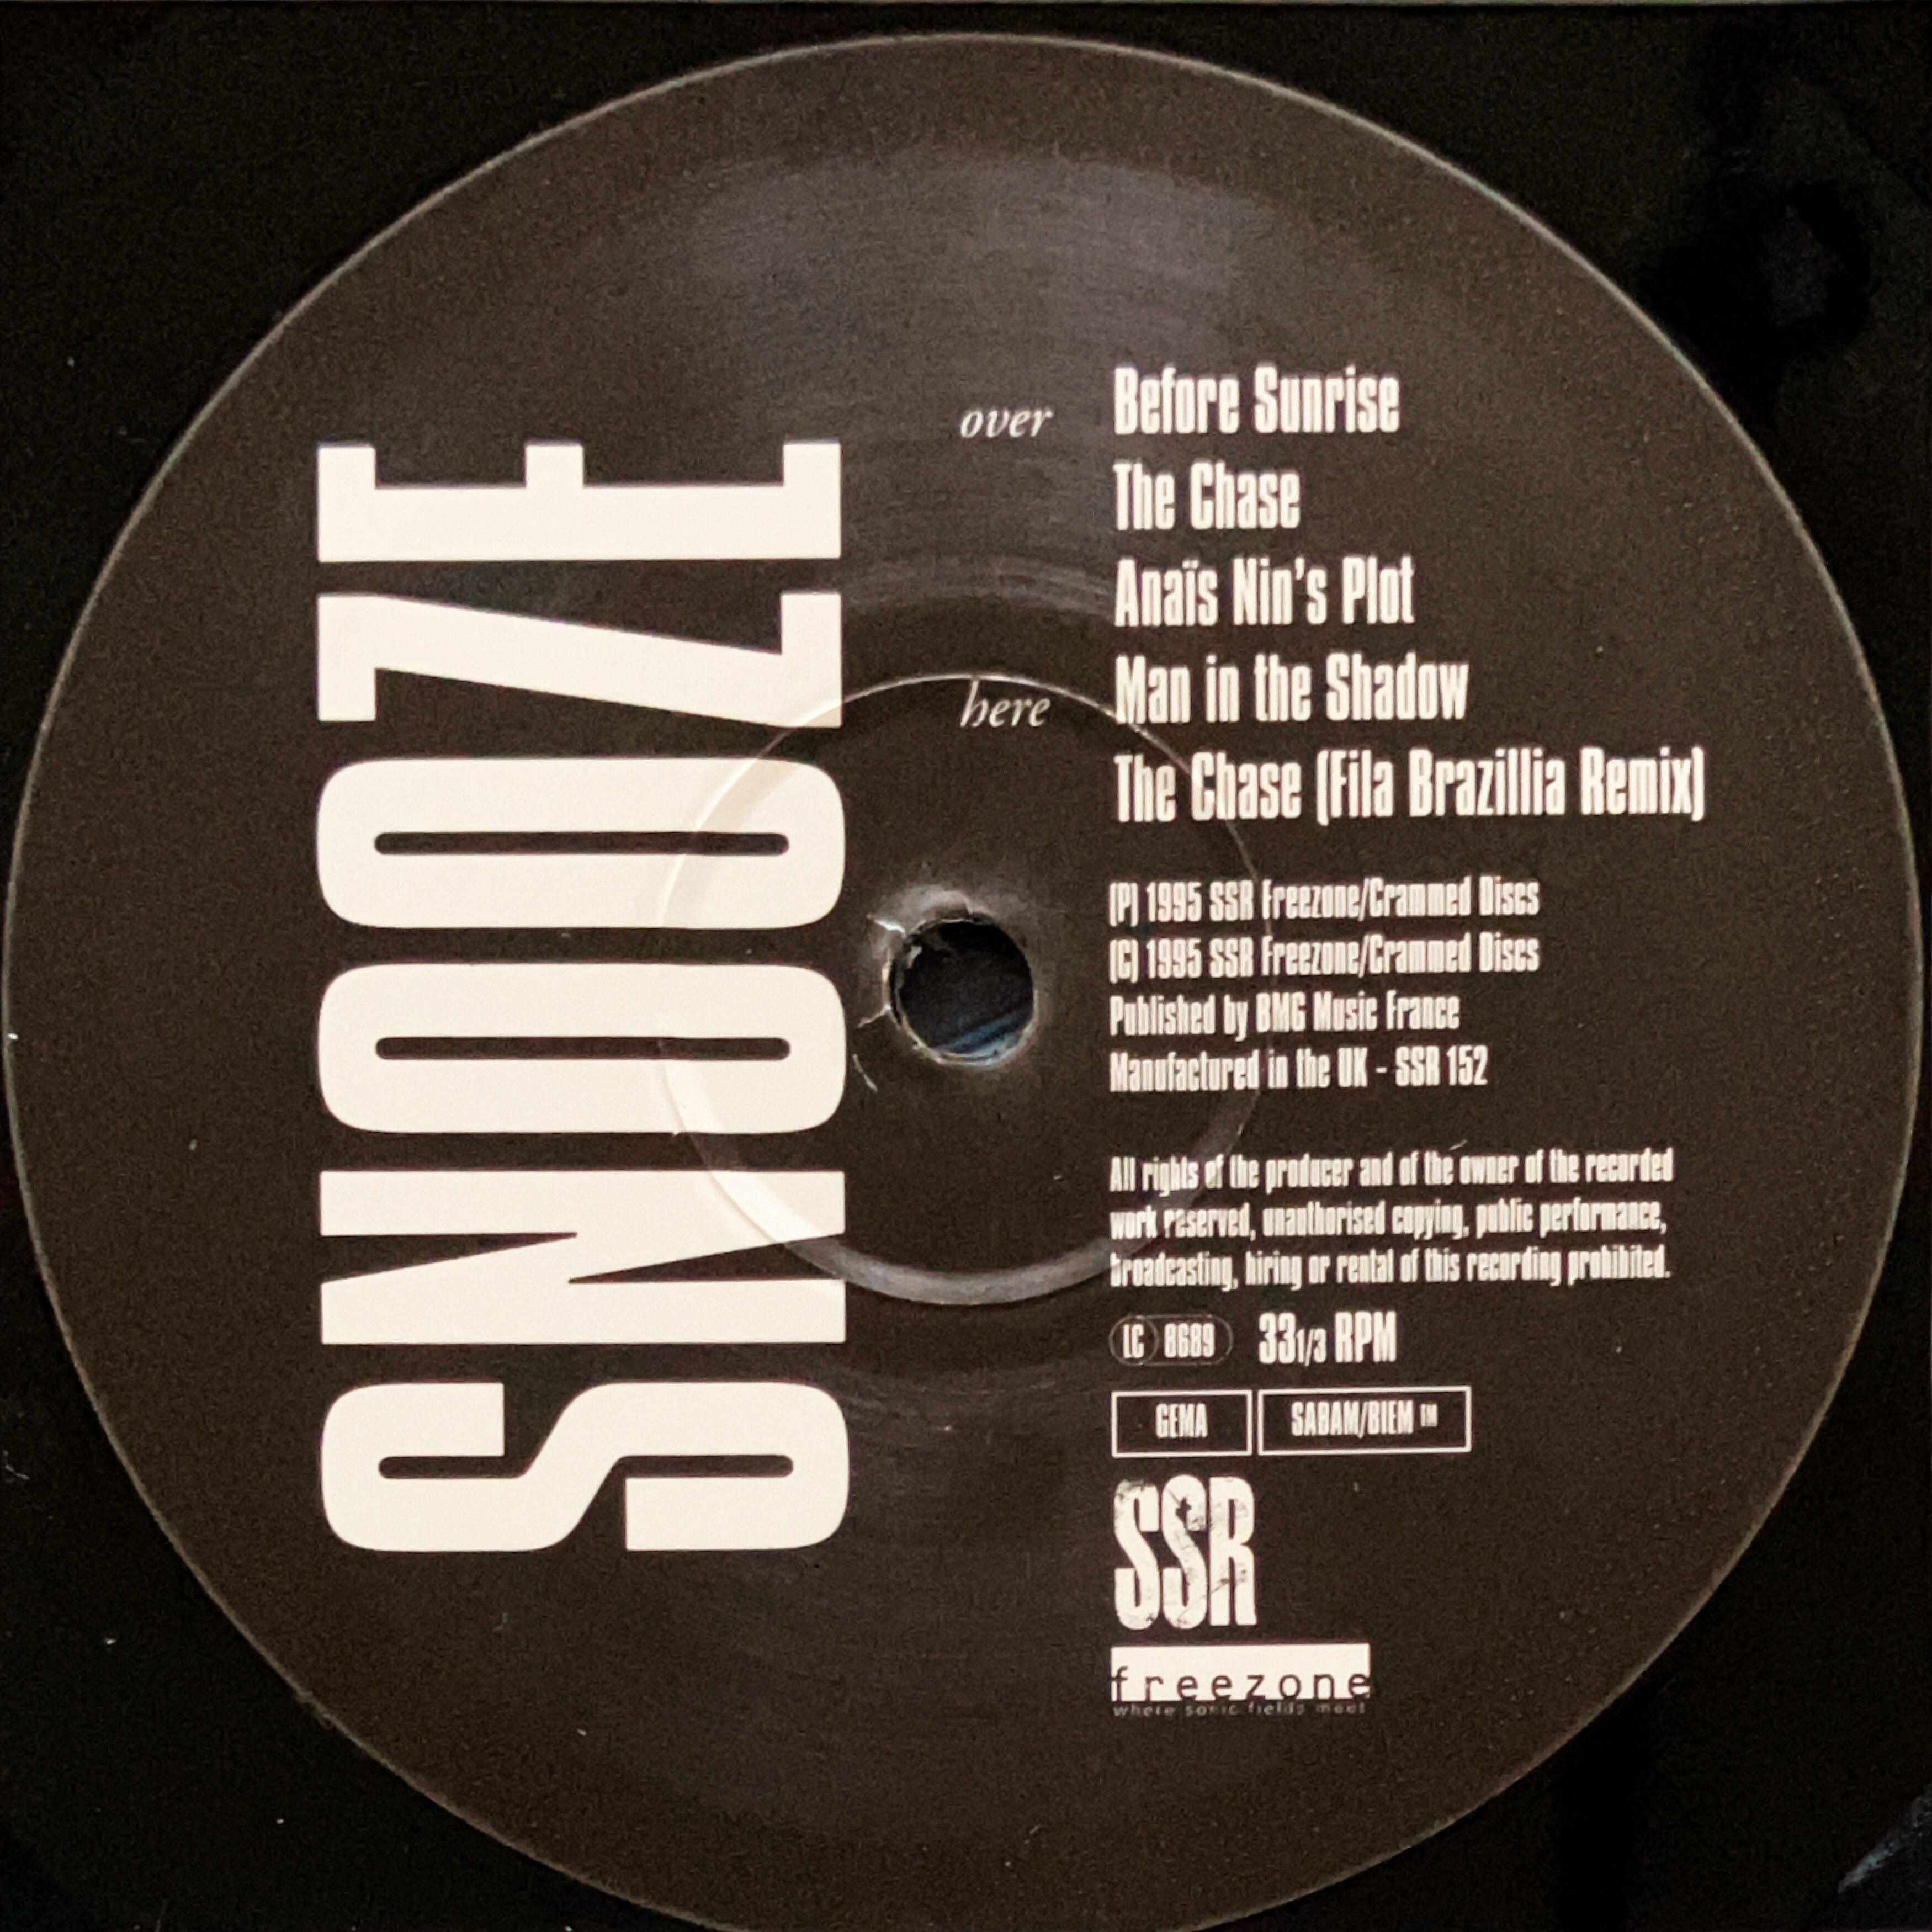 SNOOZE
over Before Sunrise
The Chase
Anaïs Nin's Plot
here Man in the Shadow
The Chase (Fila Brazillia Remix)
(P) 1995 SSR Freezone/Crammed Discs
(C) 1995 SSR Freezone/Crammed Discs
Published by BMG Music France
Manufactured in the UK - SSR 152
All rights of the producer and of the owner of the recorded
work reserved, unauthorised copying, public performance,
broadcasting, hiring or rental of this recording prohibited.
LC 8689 33 1/3 RPM
GEMA SABAM/BIEM TM
SSR
freezone
where sonic fields meet